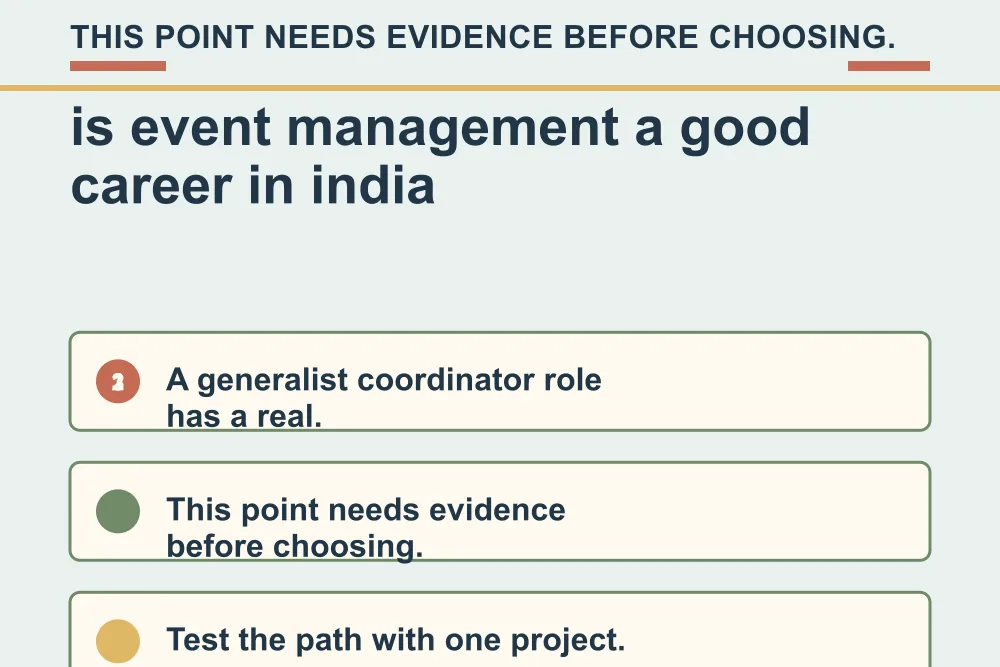 THIS POINT NEEDS EVIDENCE BEFORE CHOOSING.
is event management a good
career in india
A generalist coordinator role
has a real.
This point needs evidence
before choosing.
Test the path with one project.